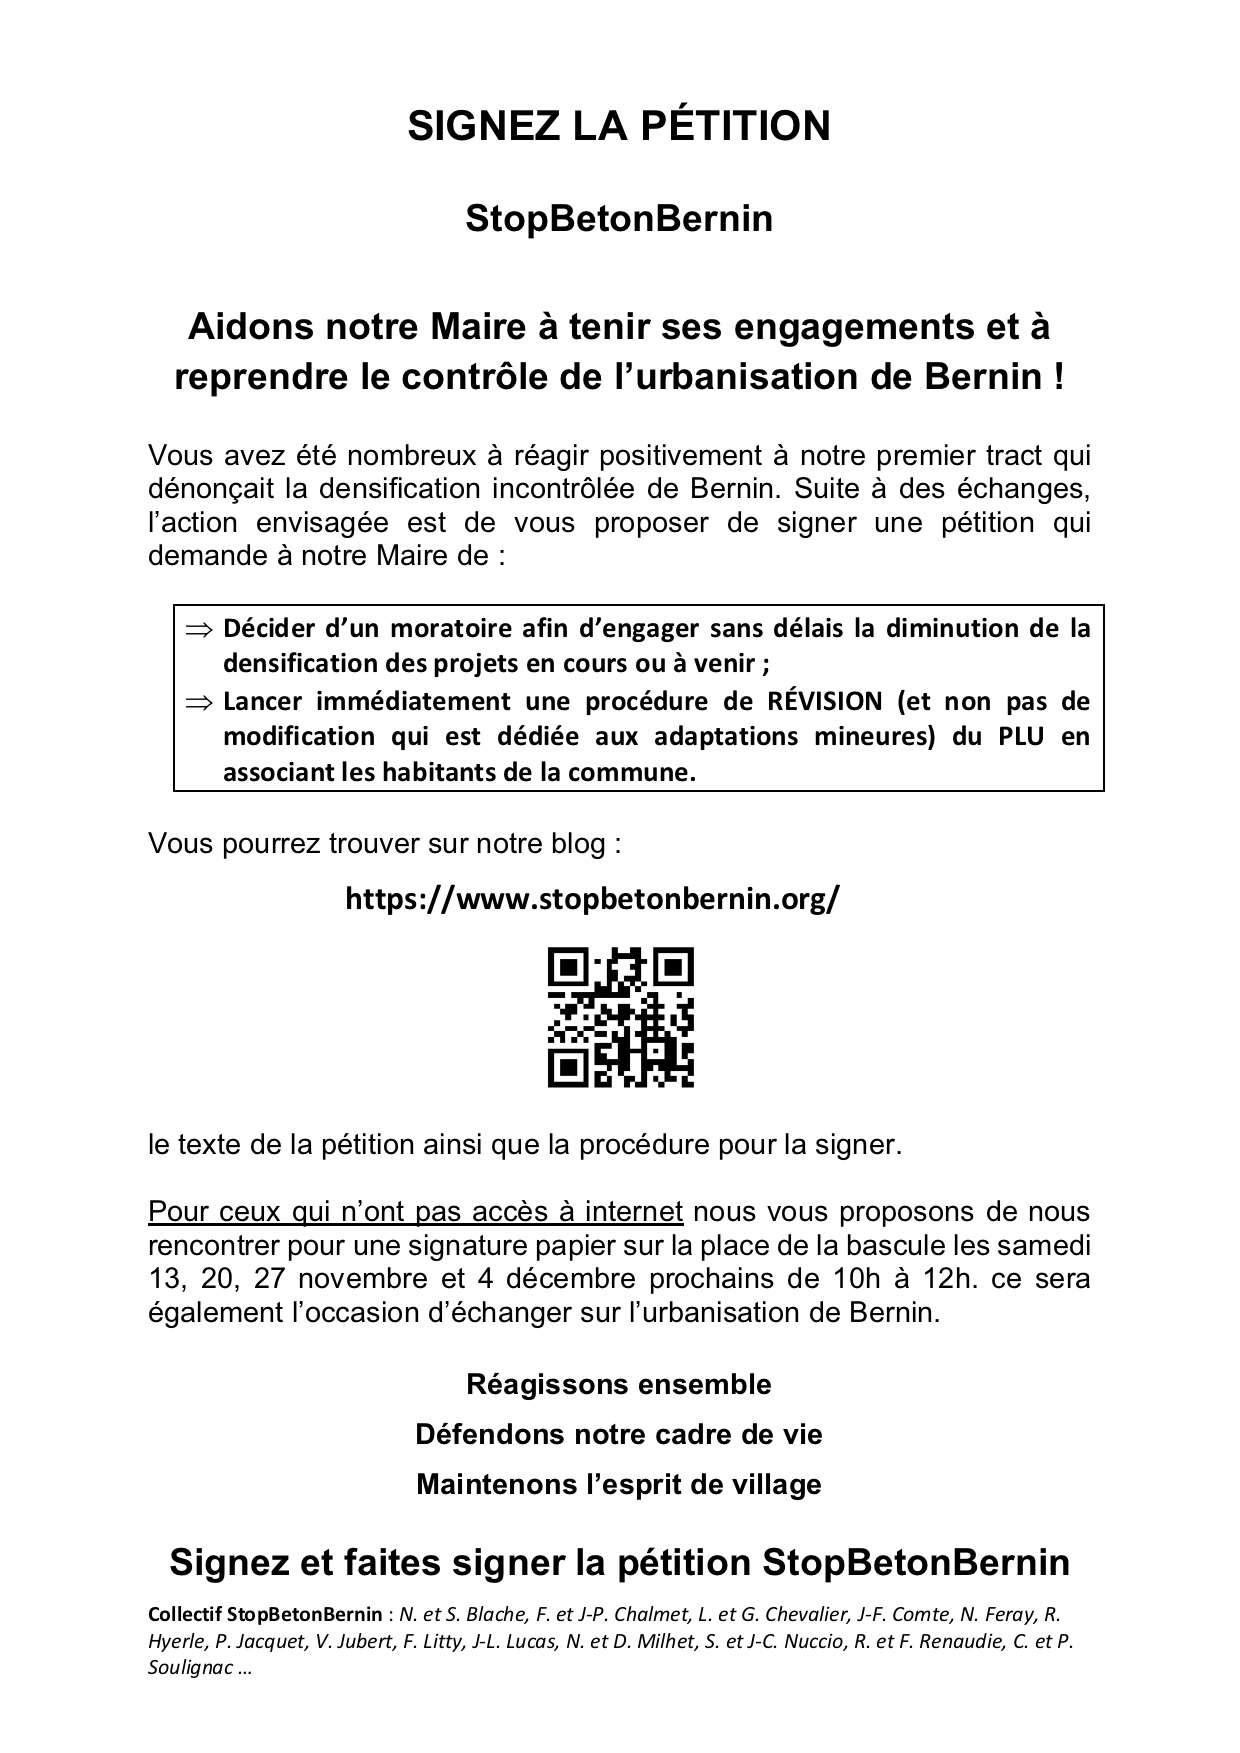 SIGNEZ LA PÉTITION
StopBetonBernin
Aidons notre Maire à tenir ses engagements et à
reprendre le contrôle de l’urbanisation de Bernin !
Vous avez été nombreux à réagir positivement à notre premier tract qui
dénonçait la densification incontrôlée de Bernin. Suite à des échanges,
l’action envisagée est de vous proposer de signer une pétition qui
demande à notre Maire de :
⇒ Décider d’un moratoire afin d’engager sans délais la diminution de la
densification des projets en cours ou à venir ;
⇒ Lancer immédiatement une procédure de RÉVISION (et non pas de
modification qui est dédiée aux adaptations mineures) du PLU en
associant les habitants de la commune.
Vous pourrez trouver sur notre blog :
https://www.stopbetonbernin.org/
le texte de la pétition ainsi que la procédure pour la signer.
Pour ceux qui n’ont pas accès à internet nous vous proposons de nous
rencontrer pour une signature papier sur la place de la bascule les samedi
13, 20, 27 novembre et 4 décembre prochains de 10h à 12h. ce sera
également l’occasion d’échanger sur l’urbanisation de Bernin.
Réagissons ensemble
Défendons notre cadre de vie
Maintenons l’esprit de village
Signez et faites signer la pétition StopBetonBernin
Collectif StopBetonBernin : N. et S. Blache, F. et J-P. Chalmet, L. et G. Chevalier, J-F. Comte, N. Feray, R.
Hyerle, P. Jacquet, V. Jubert, F. Litty, J-L. Lucas, N. et D. Milhet, S. et J-C. Nuccio, R. et F. Renaudie, C. et P.
Soulignac …